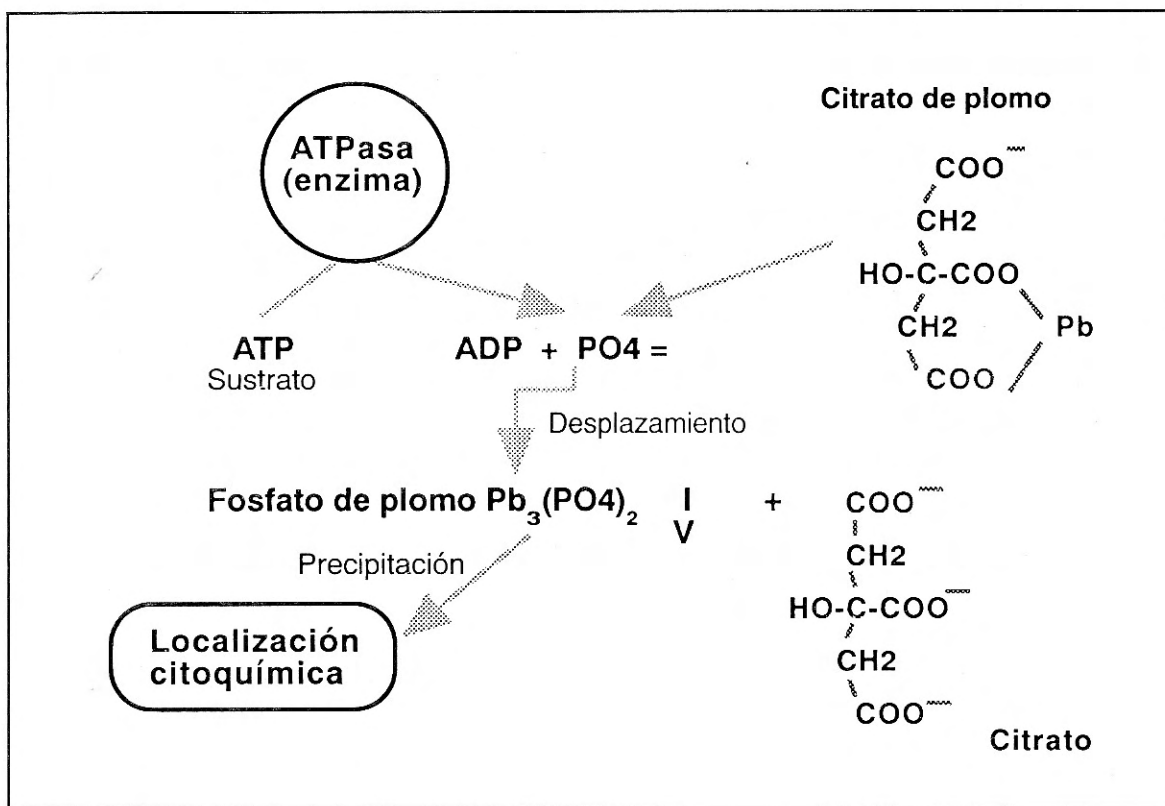 ATPasa
(enzima)
Citrato de plomo
COO
CH2
HO-C-COO
CH2
Pb
COO
ATP
Sustrato
ADP + PO4 =
Desplazamiento
Fosfato de plomo Pb3(PO4)2 I
V
+
COO
CH2
HO-C-COO
CH2
COO
Citrato
Precipitación
Localización
citoquímica